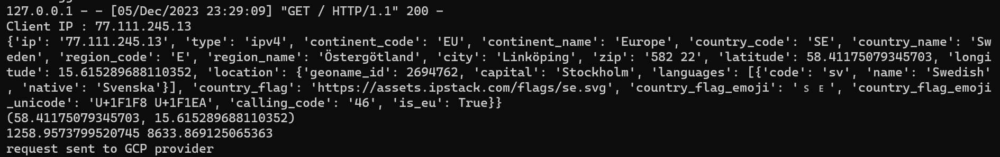 127.0.0.1 - - [05/Dec/2023 23:29:09] "GET / HTTP/1.1" 200 -
Client IP : 77.111.245.13
{'ip': '77.111.245.13', 'type': 'ipv4', 'continent_code': 'EU', 'continent_name': 'Europe', 'country_code': 'SE', 'country_name': 'Sw
eden', 'region_code': 'E', 'region_name': 'Östergötland', 'city': 'Linköping', 'zip': '582 22', 'latitude': 58.41175079345703, 'longi
tude': 15.615289688110352, 'location': {'geoname_id': 2694762, 'capital': 'Stockholm', 'languages': [{'code': 'sv', 'name': 'Swedish'
, 'native': 'Svenska'}], 'country_flag': 'https://assets.ipstack.com/flags/se.svg', 'country_flag_emoji': '🇸🇪', 'country_flag_emoji
_unicode': 'U+1F1F8 U+1F1EA', 'calling_code': '46', 'is_eu': True}}
(58.41175079345703, 15.615289688110352)
1258.9573799520745 8633.869125065363
request sent to GCP provider